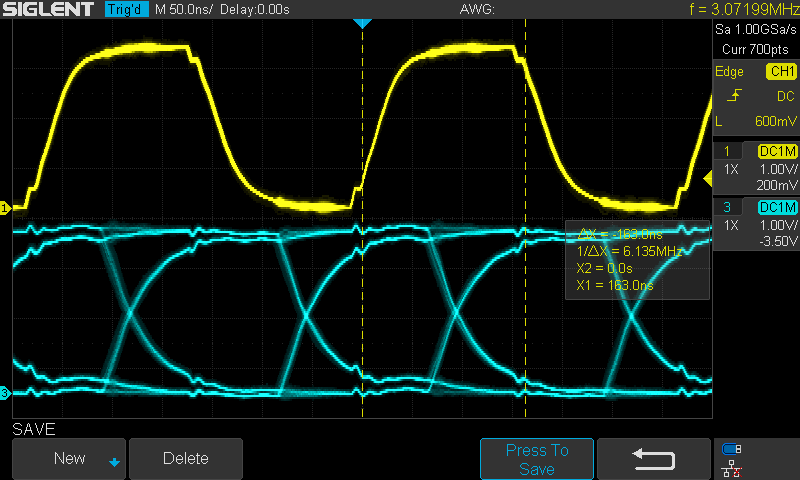 SIGLENT Trig'd M 50.0ns/ Delay:0.00s AWG: f = 3.07199MHz
Sa 1.00GSa/s
Curr 700pts
Edge CH1
DC
L 600mV
1 DC1M
1X 1.00V/
200mV
3 DC1M
1X 1.00V/
-3.50V
1
ΔX = -163.0ns
1/ΔX = 6.135MHz
X2 = 0.0s
X1 = 163.0ns
3
SAVE
New
Delete
Press To
Save